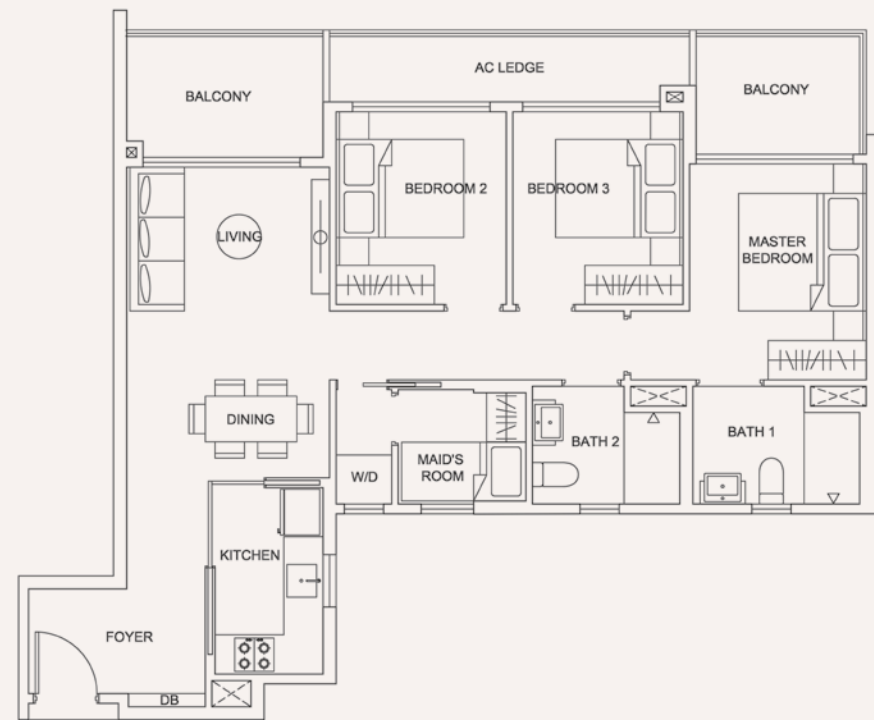 AC LEDGE
BALCONY
BALCONY
BEDROOM 2
BEDROOM 3
LIVING
MASTER
BEDROOM
DINING
BATH 2
BATH 1
MAID'S
ROOM
W/D
KITCHEN
FOYER
DB